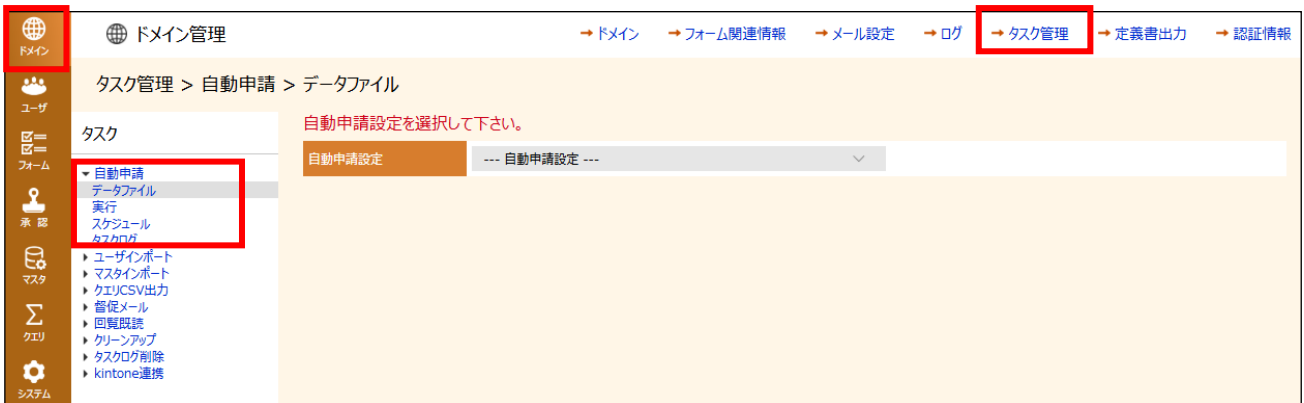 ドメイン
ドメイン管理
→ ドメイン → フォーム関連情報 → メール設定 → ログ → タスク管理 → 定義書出力 → 認証情報
タスク管理 > 自動申請 > データファイル
ユーザ
フォーム
承認
マスタ
クエリ
システム
タスク
自動申請
データファイル
実行
スケジュール
タスクログ
ユーザインポート
マスタインポート
クエリCSV出力
督促メール
回覧既読
クリーンアップ
タスクログ削除
kintone連携
自動申請設定を選択して下さい。
自動申請設定 --- 自動申請設定 ---